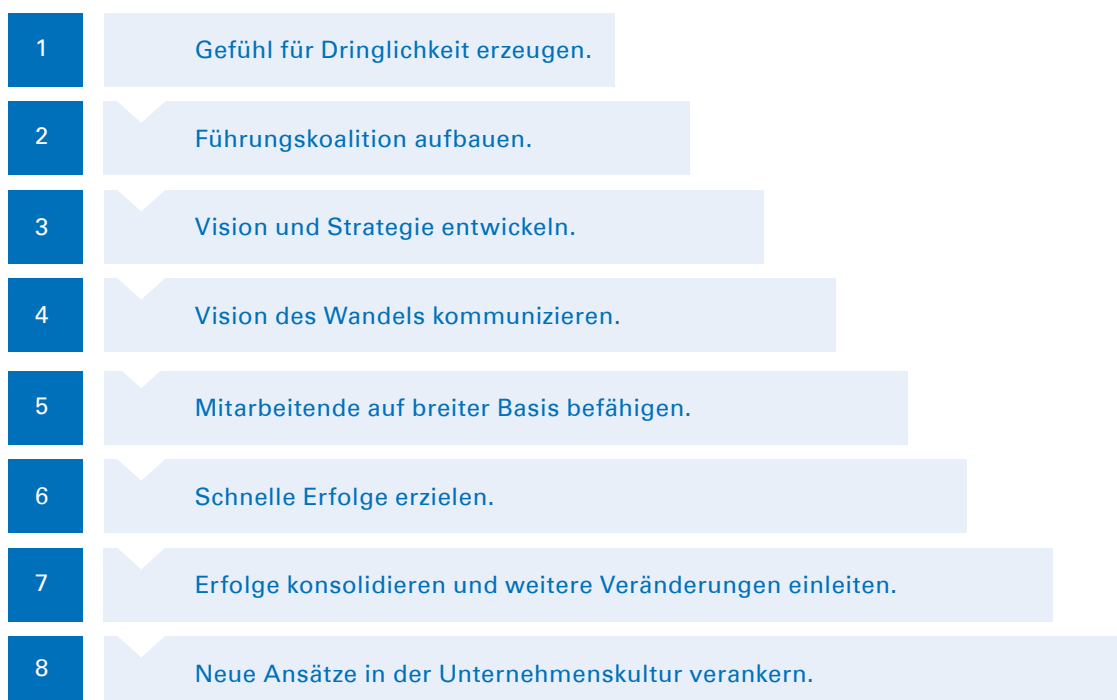 1 Gefühl für Dringlichkeit erzeugen.
2 Führungskoalition aufbauen.
3 Vision und Strategie entwickeln.
4 Vision des Wandels kommunizieren.
5 Mitarbeitende auf breiter Basis befähigen.
6 Schnelle Erfolge erzielen.
7 Erfolge konsolidieren und weitere Veränderungen einleiten.
8 Neue Ansätze in der Unternehmenskultur verankern.